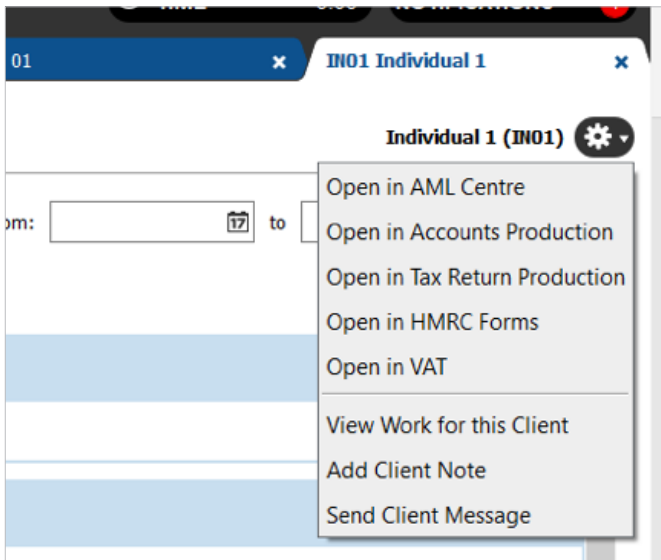 01
IN01 Individual 1
Individual 1 (IN01)
om:
17
to
Open in AML Centre
Open in Accounts Production
Open in Tax Return Production
Open in HMRC Forms
Open in VAT
View Work for this Client
Add Client Note
Send Client Message